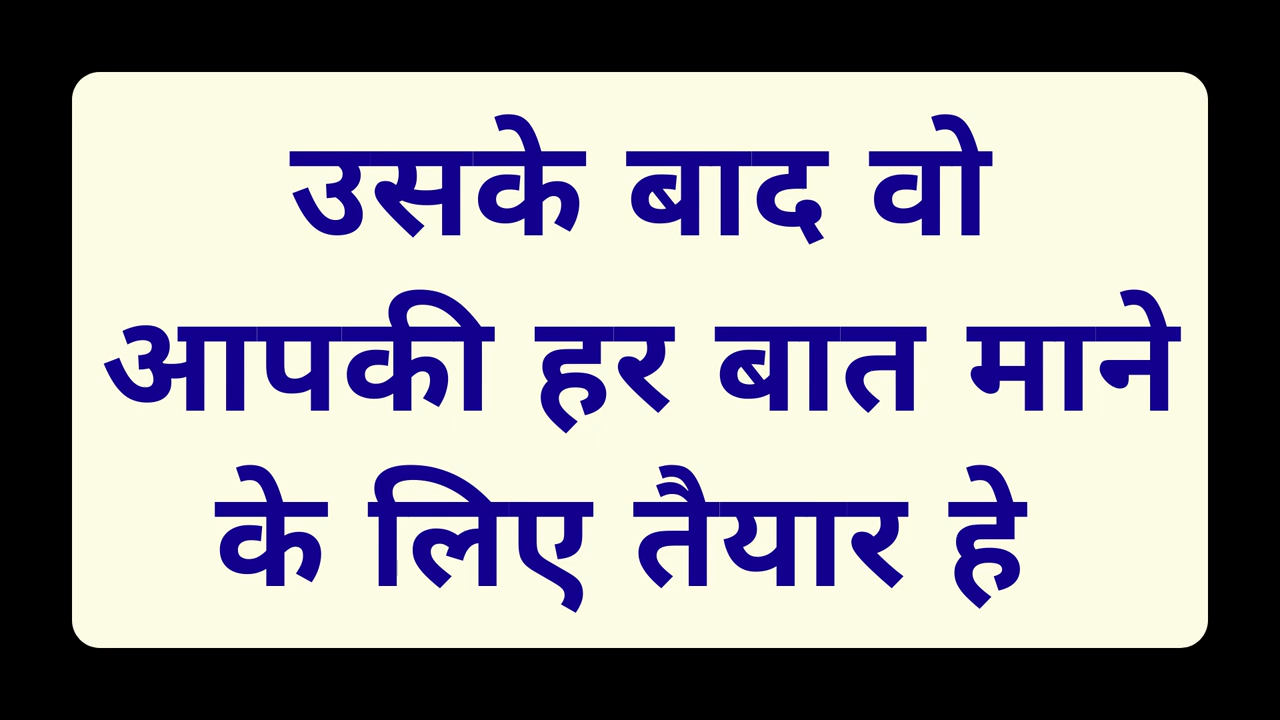 उसके बाद वो
आपकी हर बात माने
के लिए तैयार हे